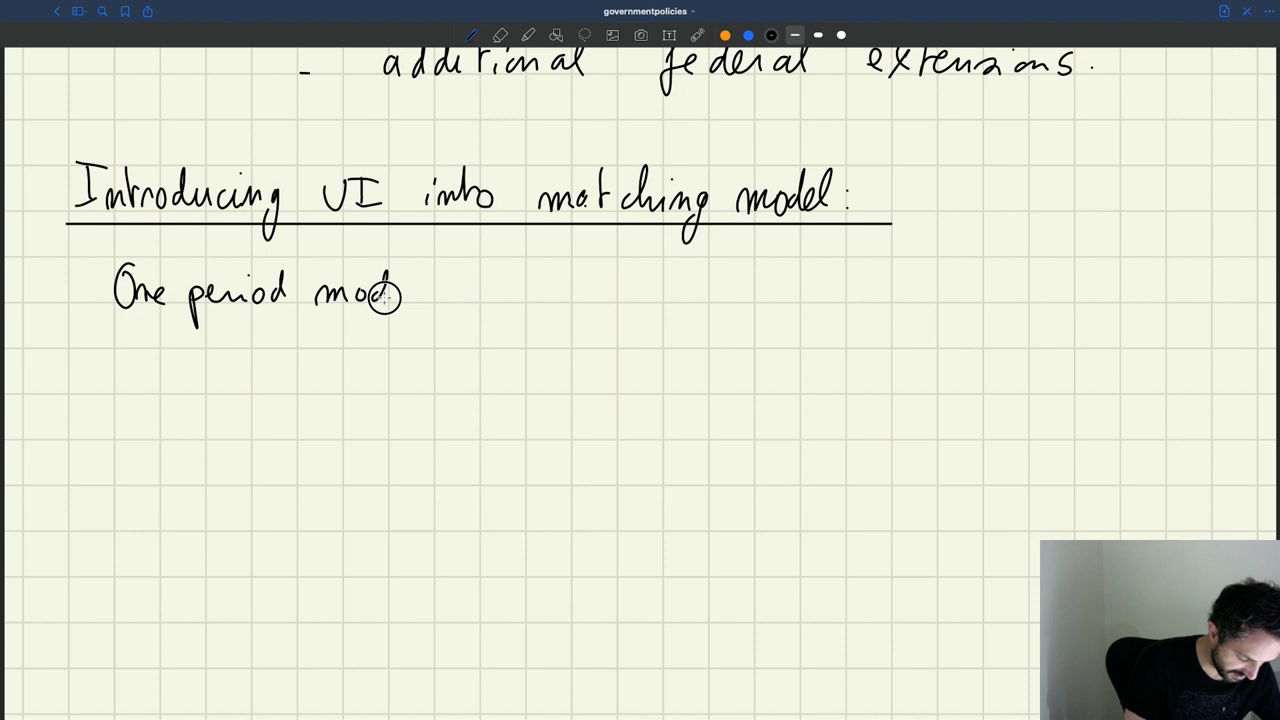 governmentpolicies
- additional federal extensions.
Introducing UI into matching model:
One period mod